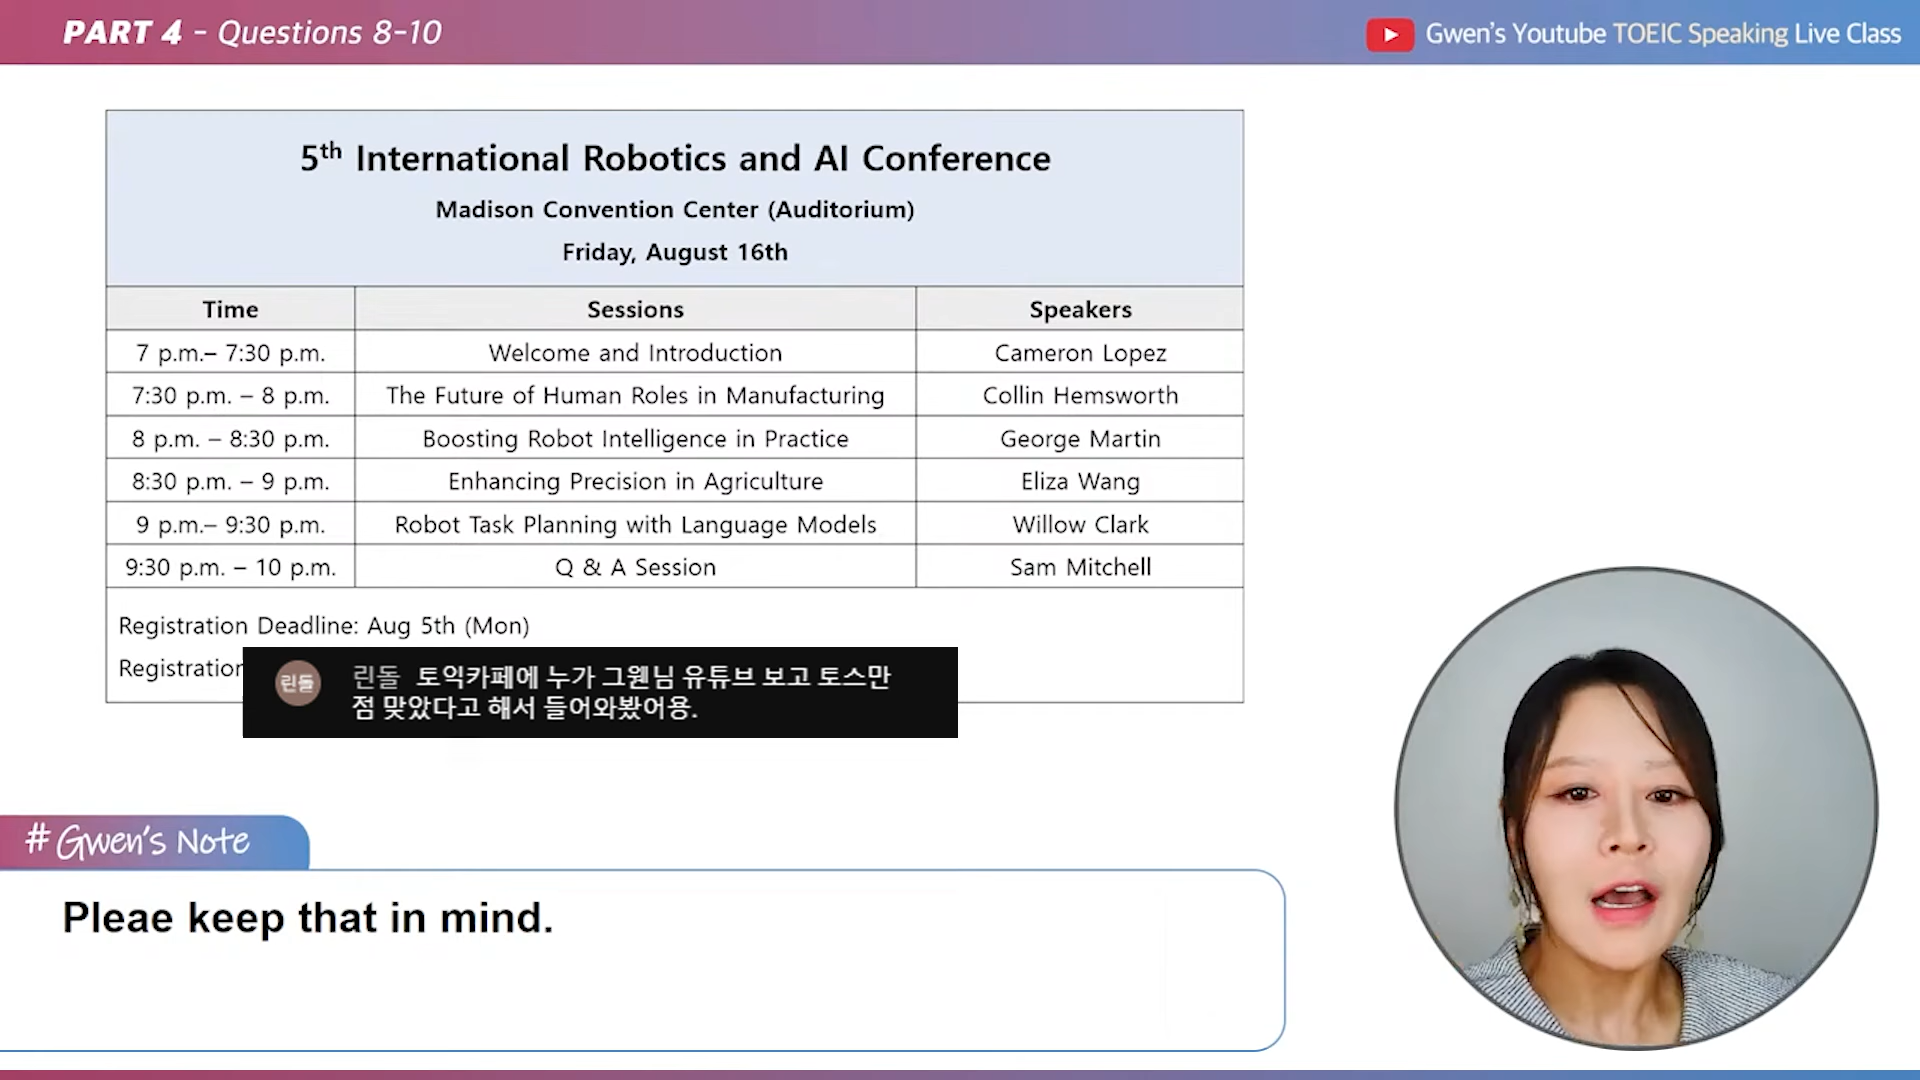 PART 4 - Questions 8-10
Gwen's Youtube TOEIC Speaking Live Class
5th International Robotics and AI Conference
Madison Convention Center (Auditorium)
Friday, August 16th
Time Sessions Speakers
7 p.m.– 7:30 p.m. Welcome and Introduction Cameron Lopez
7:30 p.m. – 8 p.m. The Future of Human Roles in Manufacturing Collin Hemsworth
8 p.m. – 8:30 p.m. Boosting Robot Intelligence in Practice George Martin
8:30 p.m. – 9 p.m. Enhancing Precision in Agriculture Eliza Wang
9 p.m.– 9:30 p.m. Robot Task Planning with Language Models Willow Clark
9:30 p.m. – 10 p.m. Q & A Session Sam Mitchell
Registration Deadline: Aug 5th (Mon)
Registration
린돌 린돌 토익카페에 누가 그웬님 유튜브 보고 토스만
점 맞았다고 해서 들어와봤어용.
# Gwen's Note
Pleae keep that in mind.